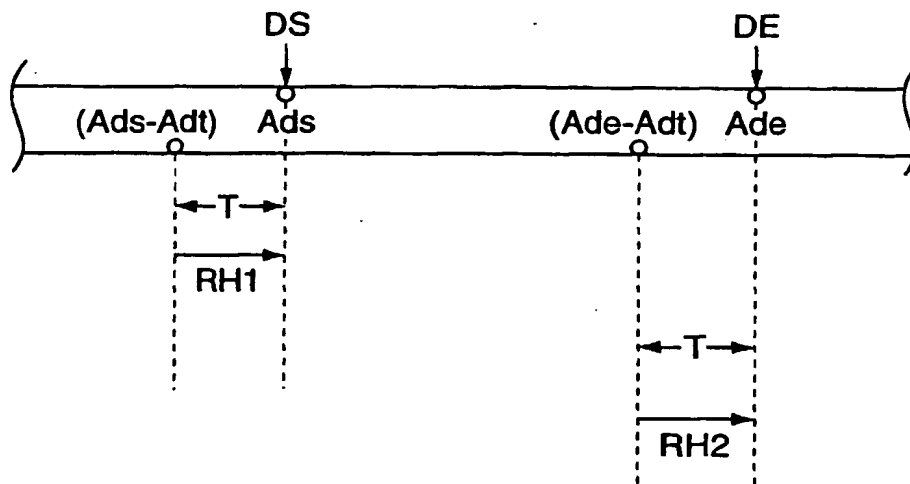 DS DE
(Ads-Adt) Ads (Ade-Adt) Ade
T
RH1
T
RH2